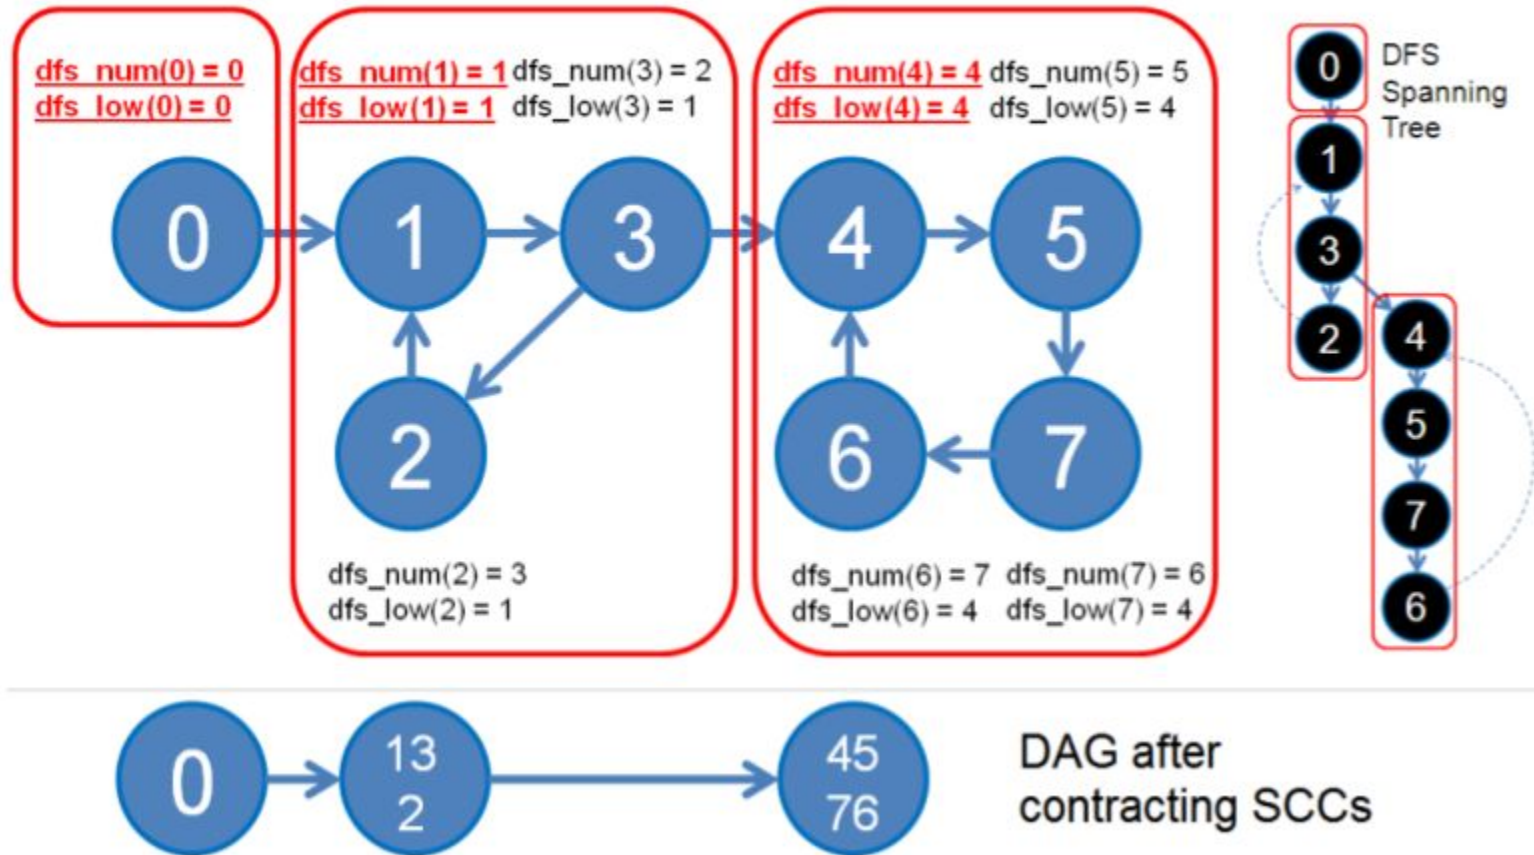 dfs_num(0) = 0
dfs_low(0) = 0
dfs_num(1) = 1 dfs_num(3) = 2
dfs_low(1) = 1 dfs_low(3) = 1
dfs_num(4) = 4 dfs_num(5) = 5
dfs_low(4) = 4 dfs_low(5) = 4
0
1
3
4
5
2
6
7
dfs_num(2) = 3
dfs_low(2) = 1
dfs_num(6) = 7 dfs_num(7) = 6
dfs_low(6) = 4 dfs_low(7) = 4
DFS
Spanning
Tree
0
1
3
2
4
5
7
6
0
13
2
45
76
DAG after
contracting SCCs